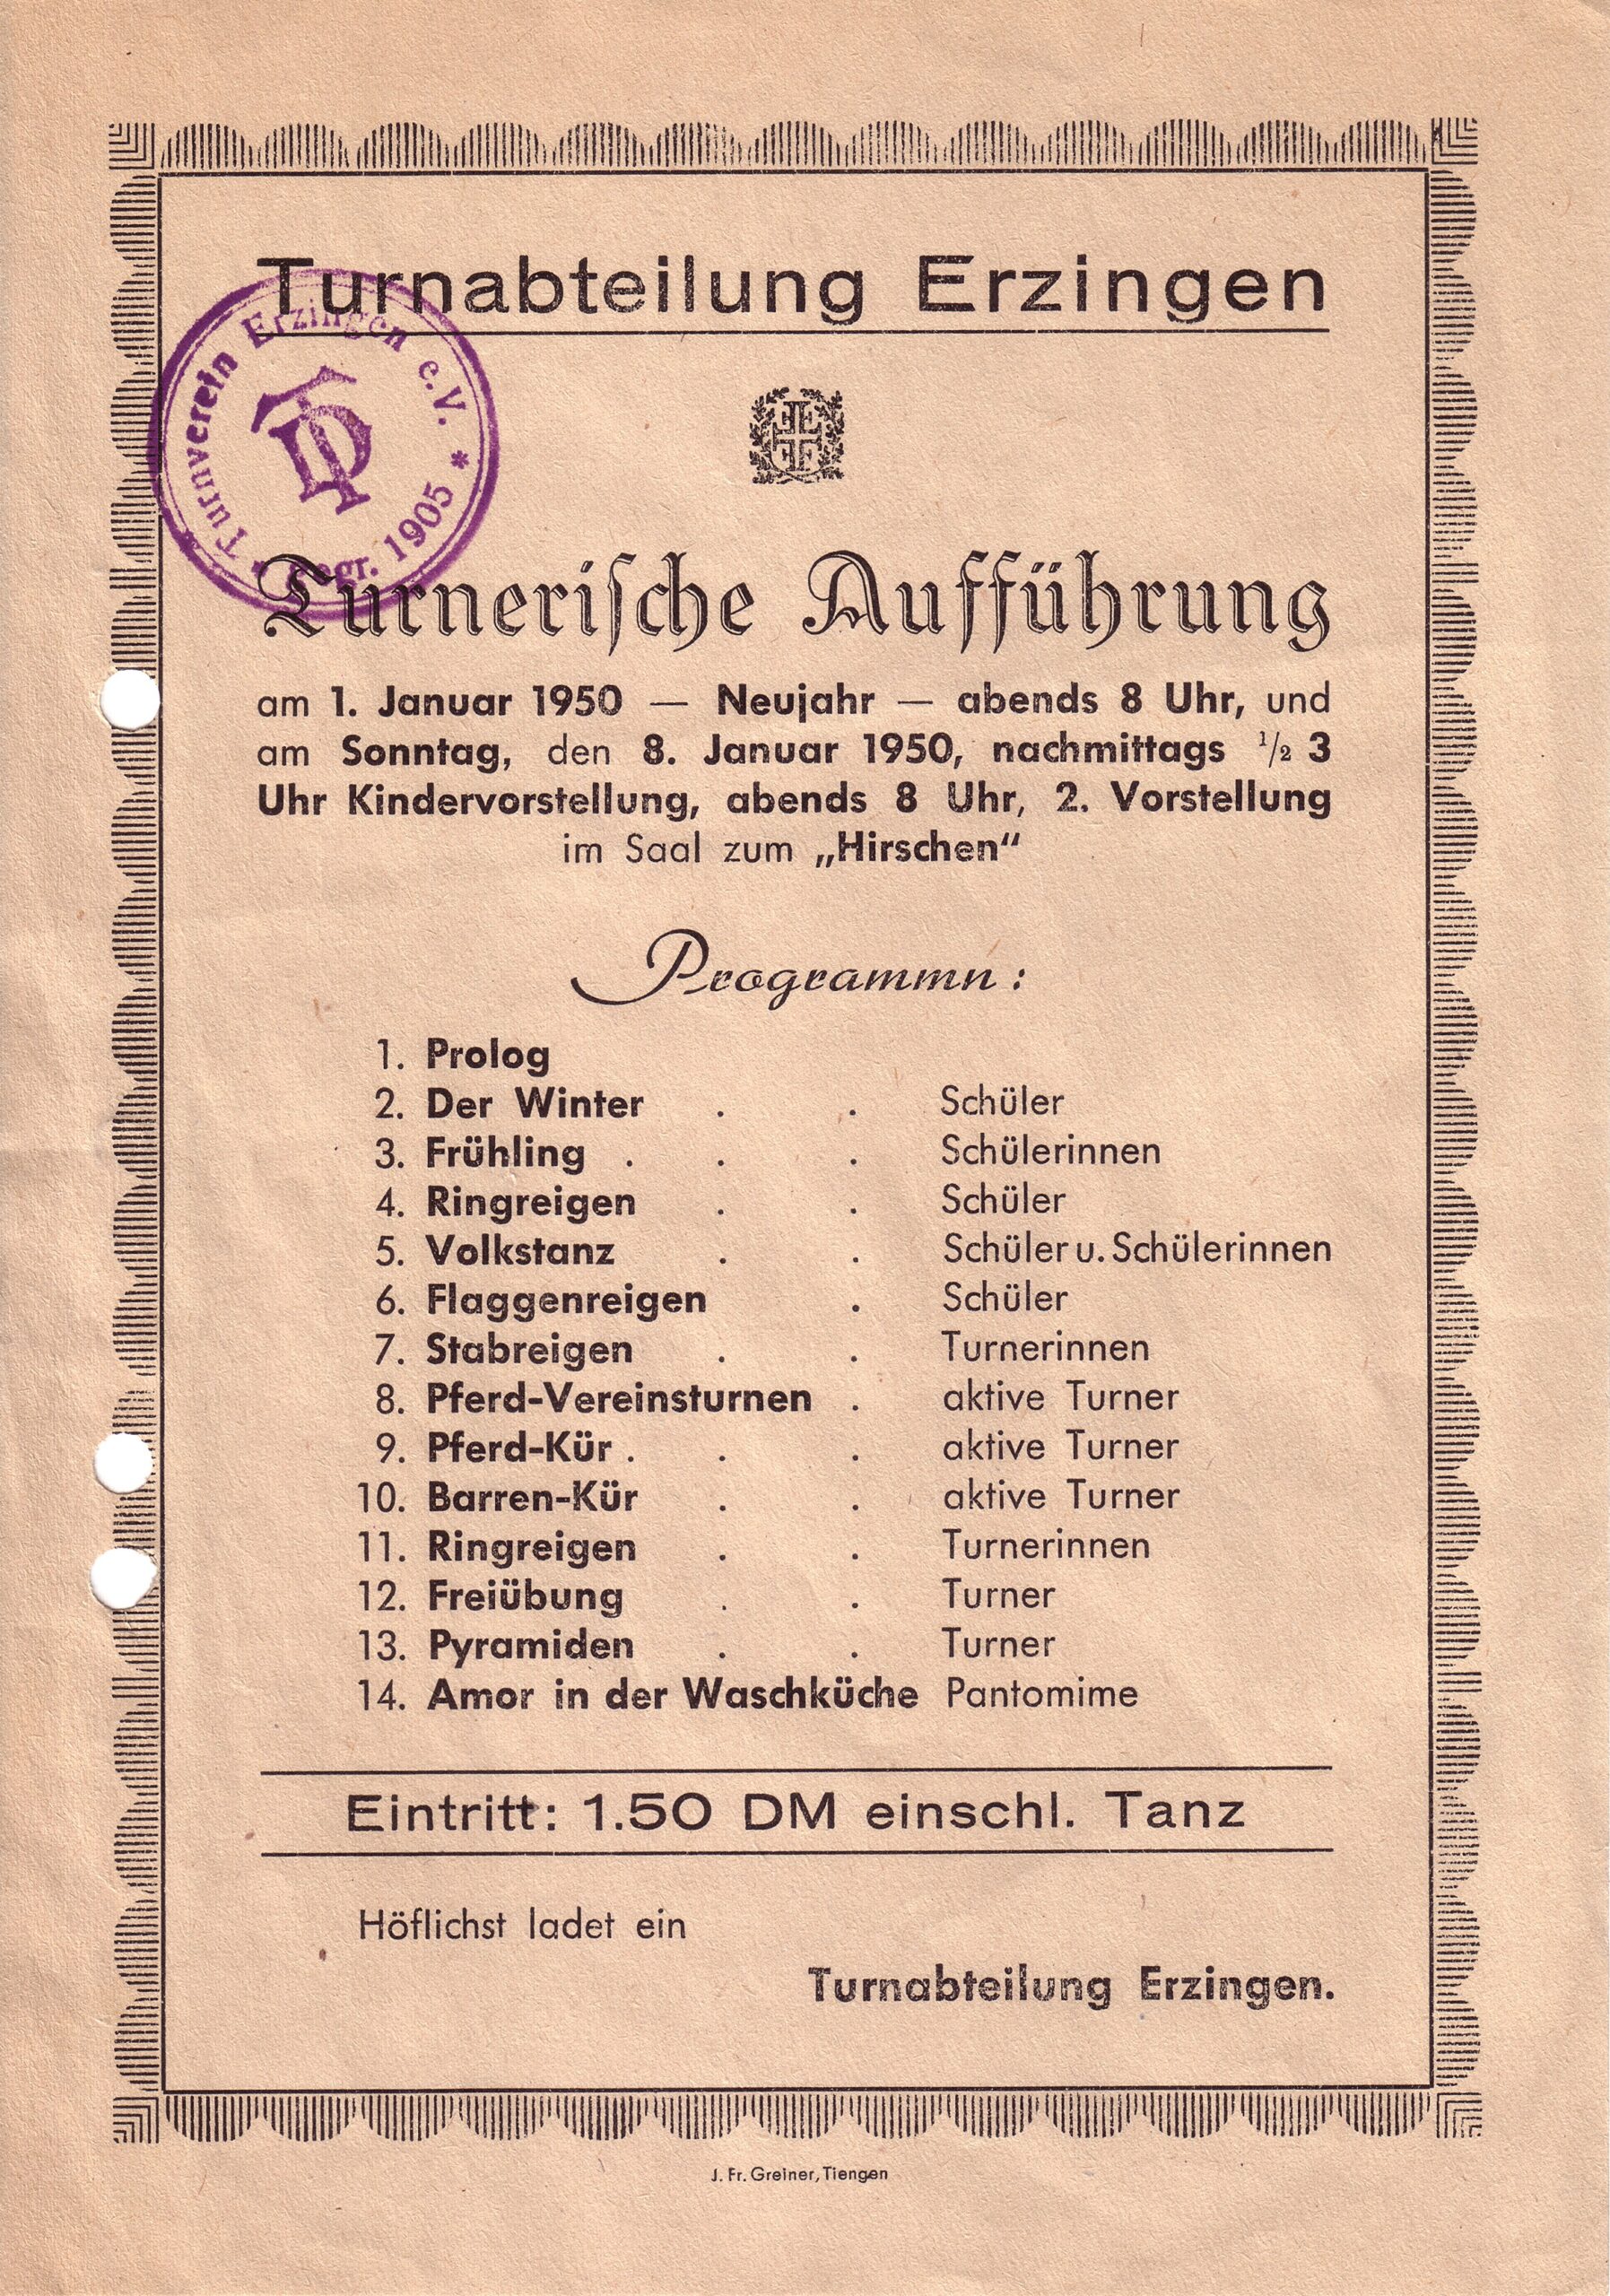 Turnabteilung Erzingen
Turnverein Erzingen e.V.
gegr. 1905
Turneriſche Aufführung
am 1. Januar 1950 — Neujahr — abends 8 Uhr, und
am Sonntag, den 8. Januar 1950, nachmittags ½ 3
Uhr Kindervorstellung, abends 8 Uhr, 2. Vorstellung
im Saal zum „Hirschen“
Programmn:
1. Prolog
2. Der Winter . . Schüler
3. Frühling . . . Schülerinnen
4. Ringreigen . . Schüler
5. Volkstanz . . Schüler u. Schülerinnen
6. Flaggenreigen . Schüler
7. Stabreigen . . Turnerinnen
8. Pferd-Vereinsturnen . aktive Turner
9. Pferd-Kür . . . aktive Turner
10. Barren-Kür . . aktive Turner
11. Ringreigen . . Turnerinnen
12. Freiübung . . Turner
13. Pyramiden . . Turner
14. Amor in der Waschküche Pantomime
Eintritt: 1.50 DM einschl. Tanz
Höflichst ladet ein
Turnabteilung Erzingen.
J. Fr. Greiner, Tiengen